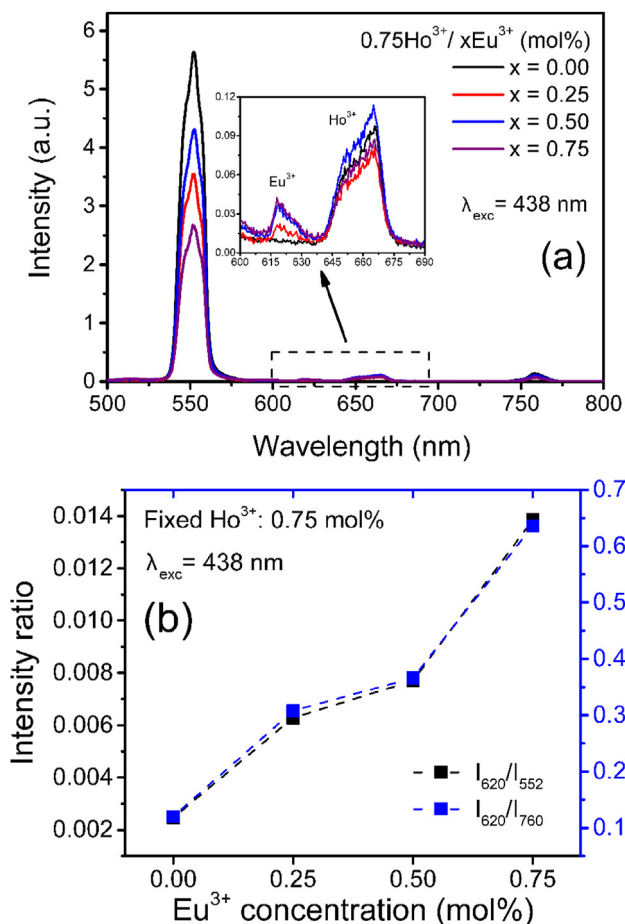 0.75Ho³⁺/ xEu³⁺ (mol%)
x = 0.00
x = 0.25
x = 0.50
x = 0.75
λexc= 438 nm
(a)
Intensity (a.u.)
6
5
4
3
2
1
0
0.12
0.09
0.06
0.03
0.00
Ho³⁺
Eu³⁺
600 615 630 645 660 675 690
500 550 600 650 700 750 800
Wavelength (nm)
Fixed Ho³⁺: 0.75 mol%
λexc= 438 nm
(b)
Intensity ratio
0.014
0.012
0.010
0.008
0.006
0.004
0.002
0.7
0.6
0.5
0.4
0.3
0.2
0.1
I620/I552
I620/I760
0.00 0.25 0.50 0.75
Eu³⁺ concentration (mol%)